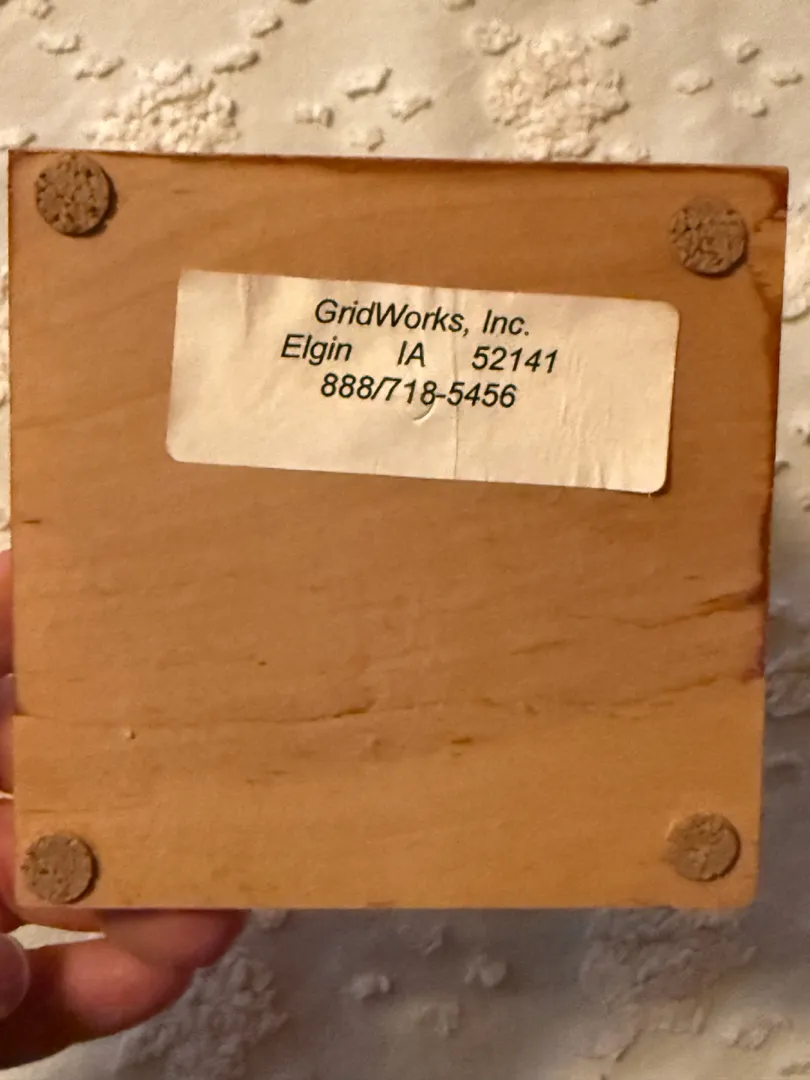 GridWorks, Inc.
Elgin IA 52141
888/718-5456